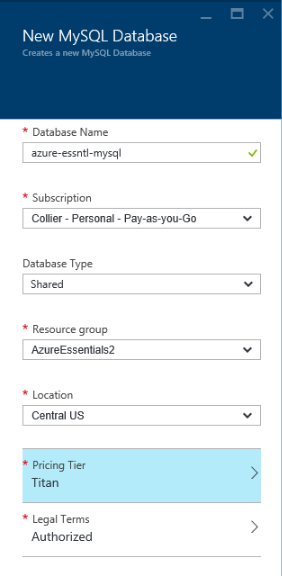 New MySQL Database
Creates a new MySQL Database
* Database Name
azure-essntl-mysql
* Subscription
Collier - Personal - Pay-as-you-Go
Database Type
Shared
* Resource group
AzureEssentials2
* Location
Central US
* Pricing Tier
Titan
* Legal Terms
Authorized